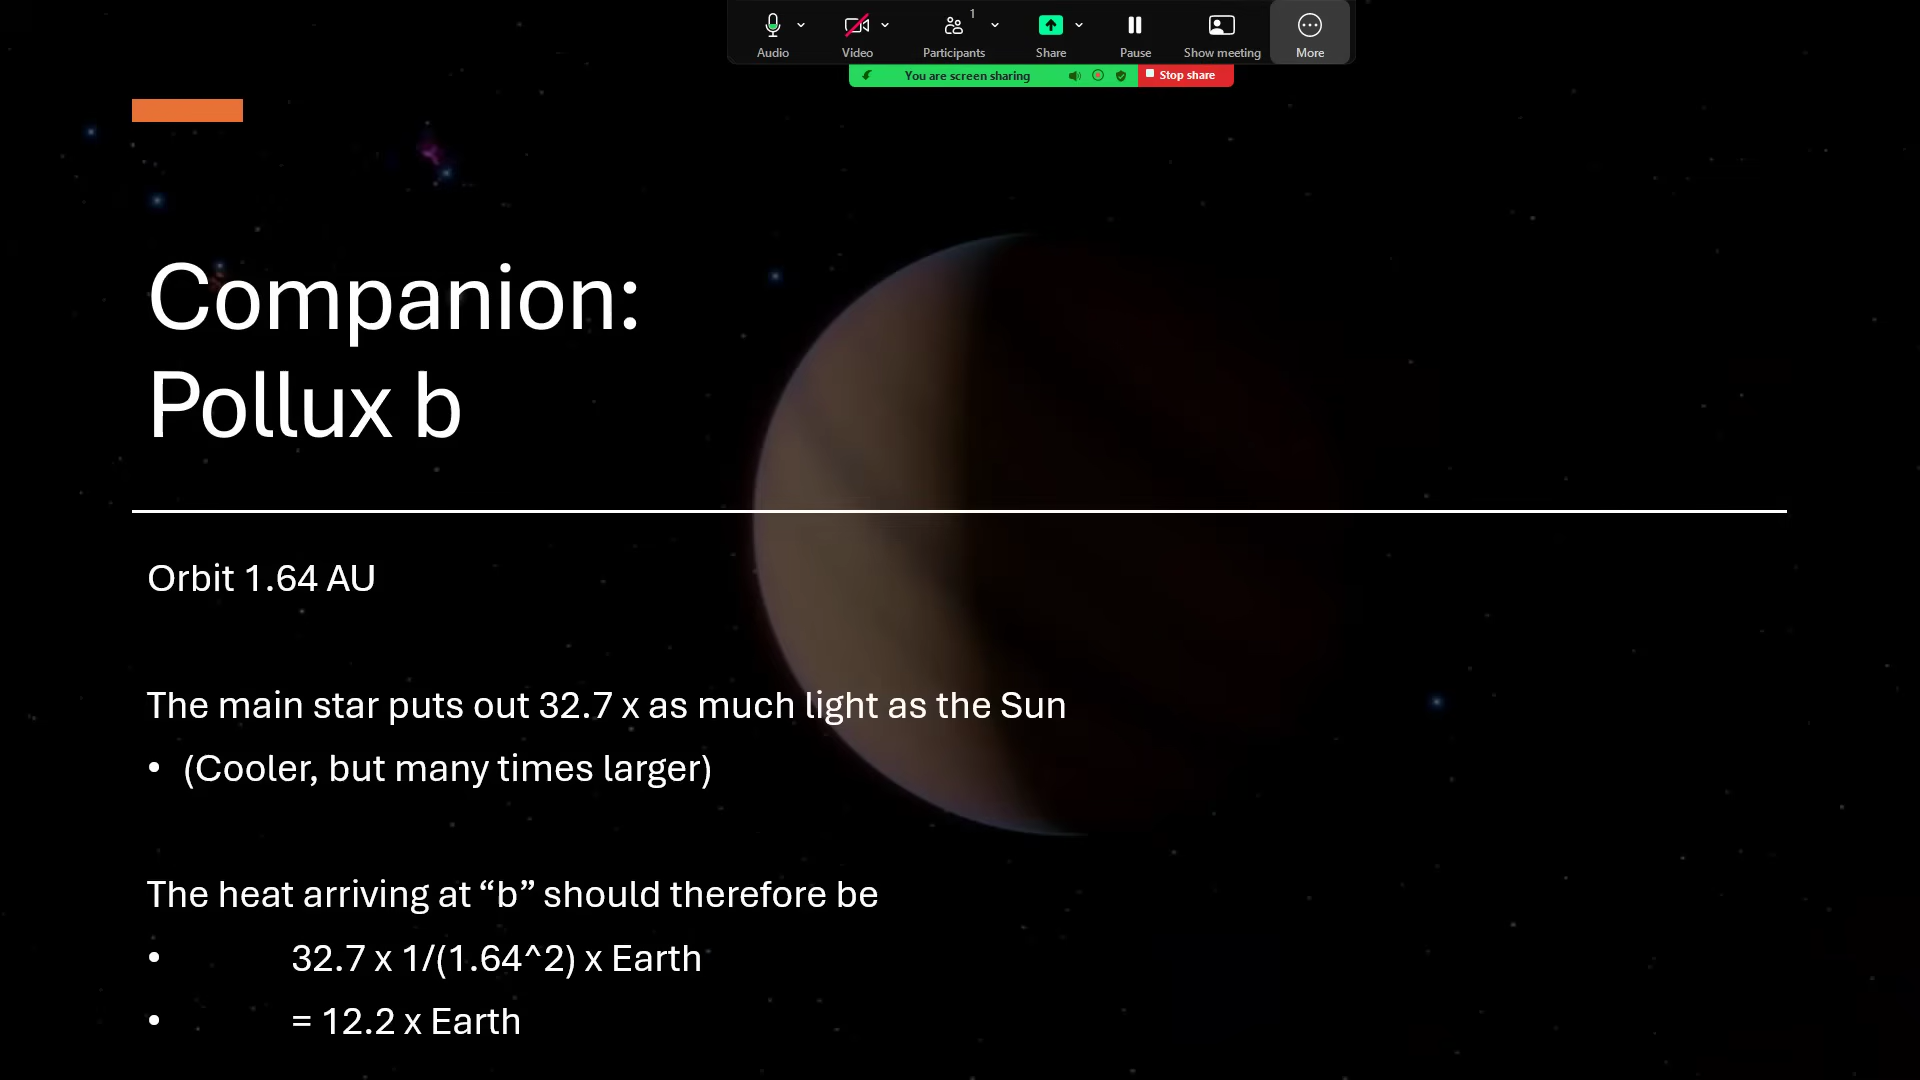 1
Audio
Video
Participants
Share
Pause
Show meeting
More
You are screen sharing
Stop share
Companion:
Pollux b
Orbit 1.64 AU
The main star puts out 32.7 x as much light as the Sun
• (Cooler, but many times larger)
The heat arriving at “b” should therefore be
• 32.7 x 1/(1.64^2) x Earth
• = 12.2 x Earth